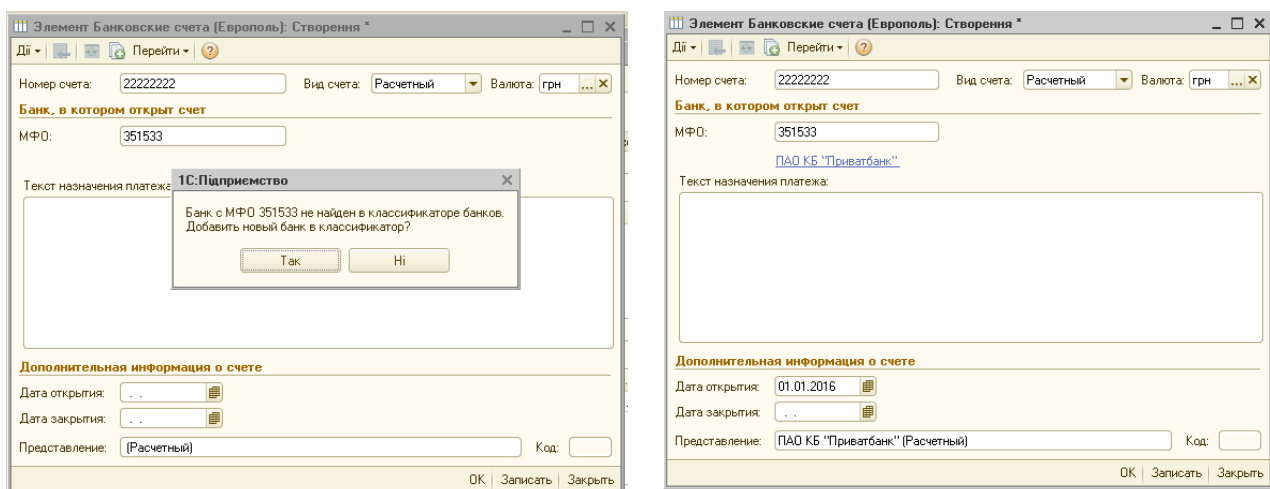 Элемент Банковские счета (Европоль): Створення *
Дії Перейти
Номер счета: 22222222 Вид счета: Расчетный Валюта: грн ...
Банк, в котором открыт счет
МФО: 351533
Текст назначения платежа
1С:Підприємство
Банк с МФО 351533 не найден в классификаторе банков.
Добавить новый банк в классификатор?
Так Ні
Дополнительная информация о счете
Дата открытия: . .
Дата закрытия: . .
Представление: (Расчетный) Код:
OK Записать Закрыть
Элемент Банковские счета (Европоль): Створення *
Дії Перейти
Номер счета: 22222222 Вид счета: Расчетный Валюта: грн ...
Банк, в котором открыт счет
МФО: 351533
ПАО КБ "Приватбанк"
Текст назначения платежа:
Дополнительная информация о счете
Дата открытия: 01.01.2016
Дата закрытия: . .
Представление: ПАО КБ "Приватбанк" (Расчетный) Код:
OK Записать Закрыть